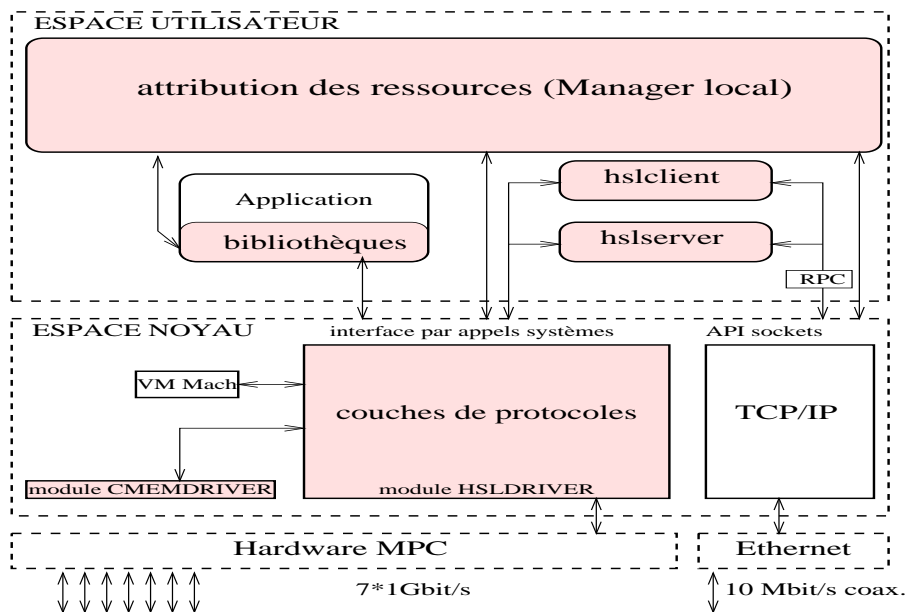 ESPACE UTILISATEUR
attribution des ressources (Manager local)
Application
bibliothèques
hslclient
hslserver
RPC
ESPACE NOYAU
interface par appels systèmes
API sockets
VM Mach
couches de protocoles
TCP/IP
module CMEMDRIVER
module HSLDRIVER
Hardware MPC
Ethernet
7*1Gbit/s
10 Mbit/s coax.